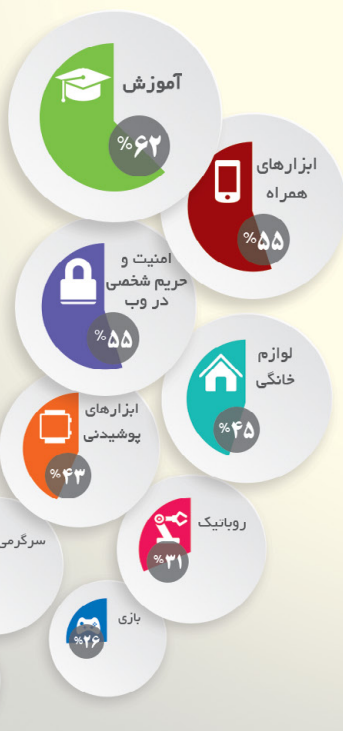 آموزش
%۶۲
ابزارهای
همراه
%۵۵
امنیت و
حریم شخصی
در وب
%۵۵
لوازم
خانگی
%۴۵
ابزارهای
پوشیدنی
%۴۳
روباتیک
%۳۱
سرگرمی
بازی
%۲۶